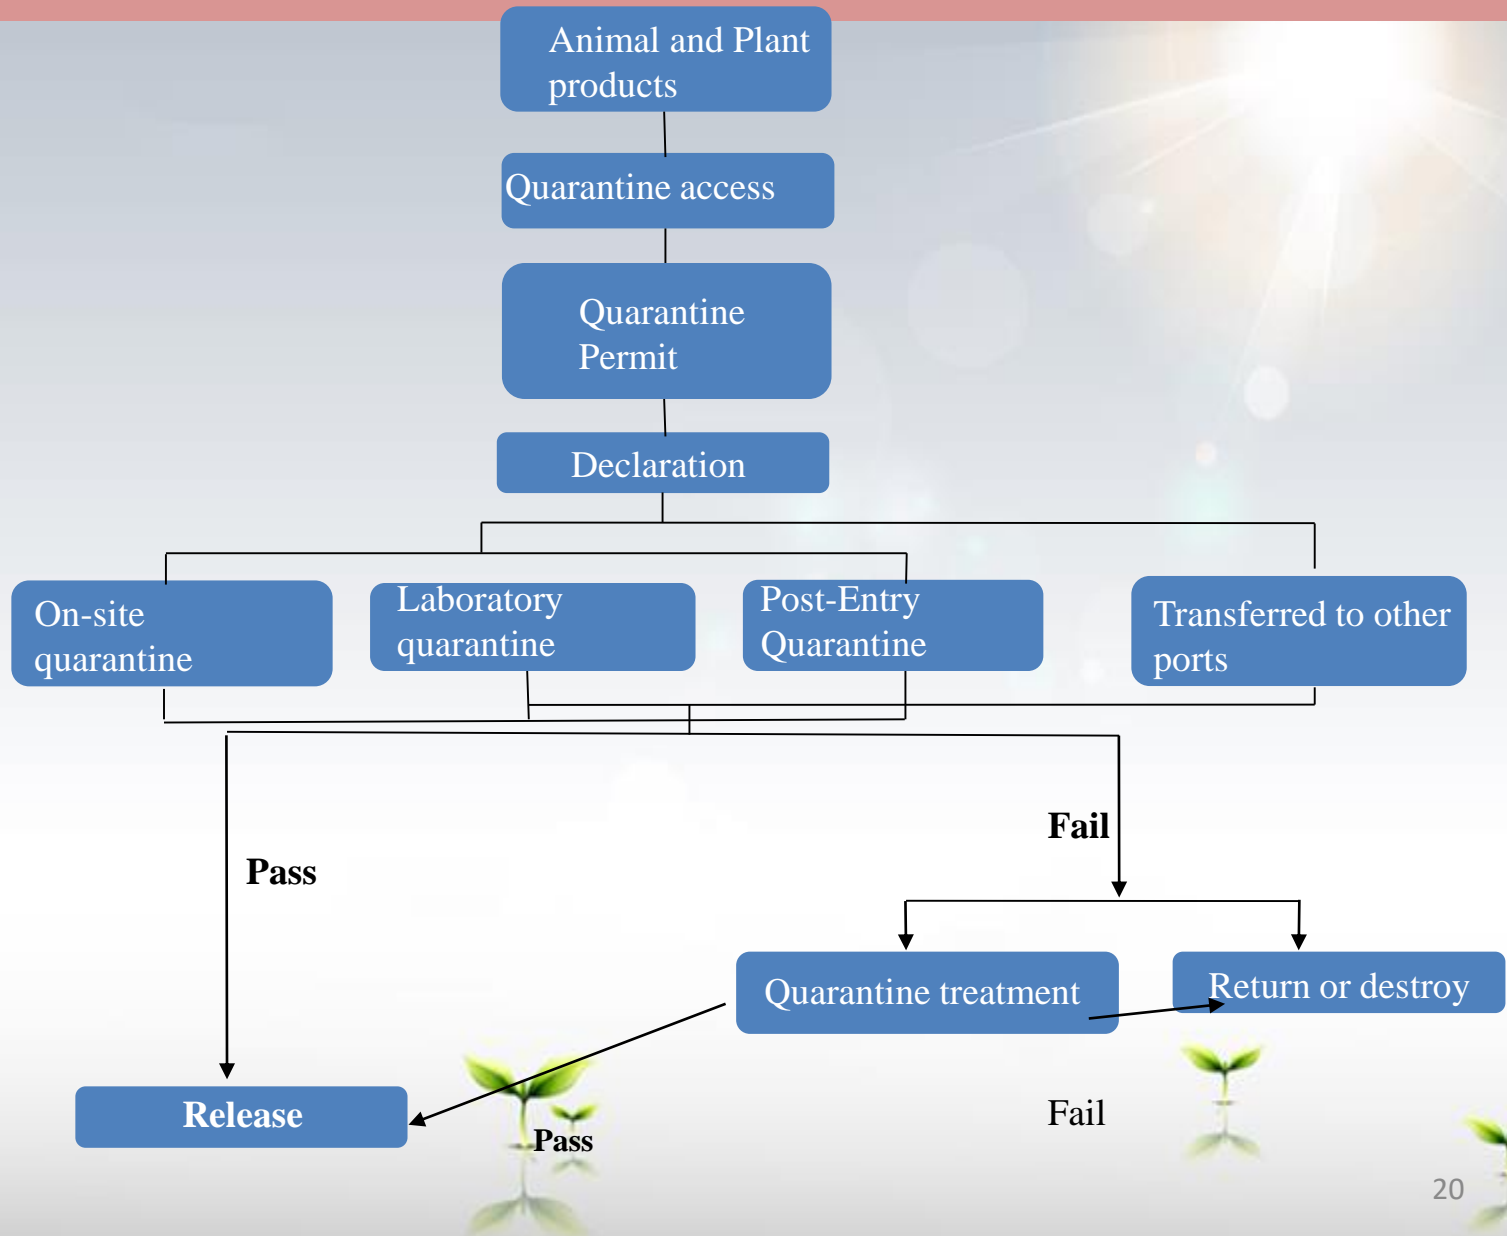 Animal and Plant
products
Quarantine access
Quarantine
Permit
Declaration
On-site
quarantine
Laboratory
quarantine
Post-Entry
Quarantine
Transferred to other
ports
Pass
Fail
Quarantine treatment
Return or destroy
Release
Pass
Fail
20